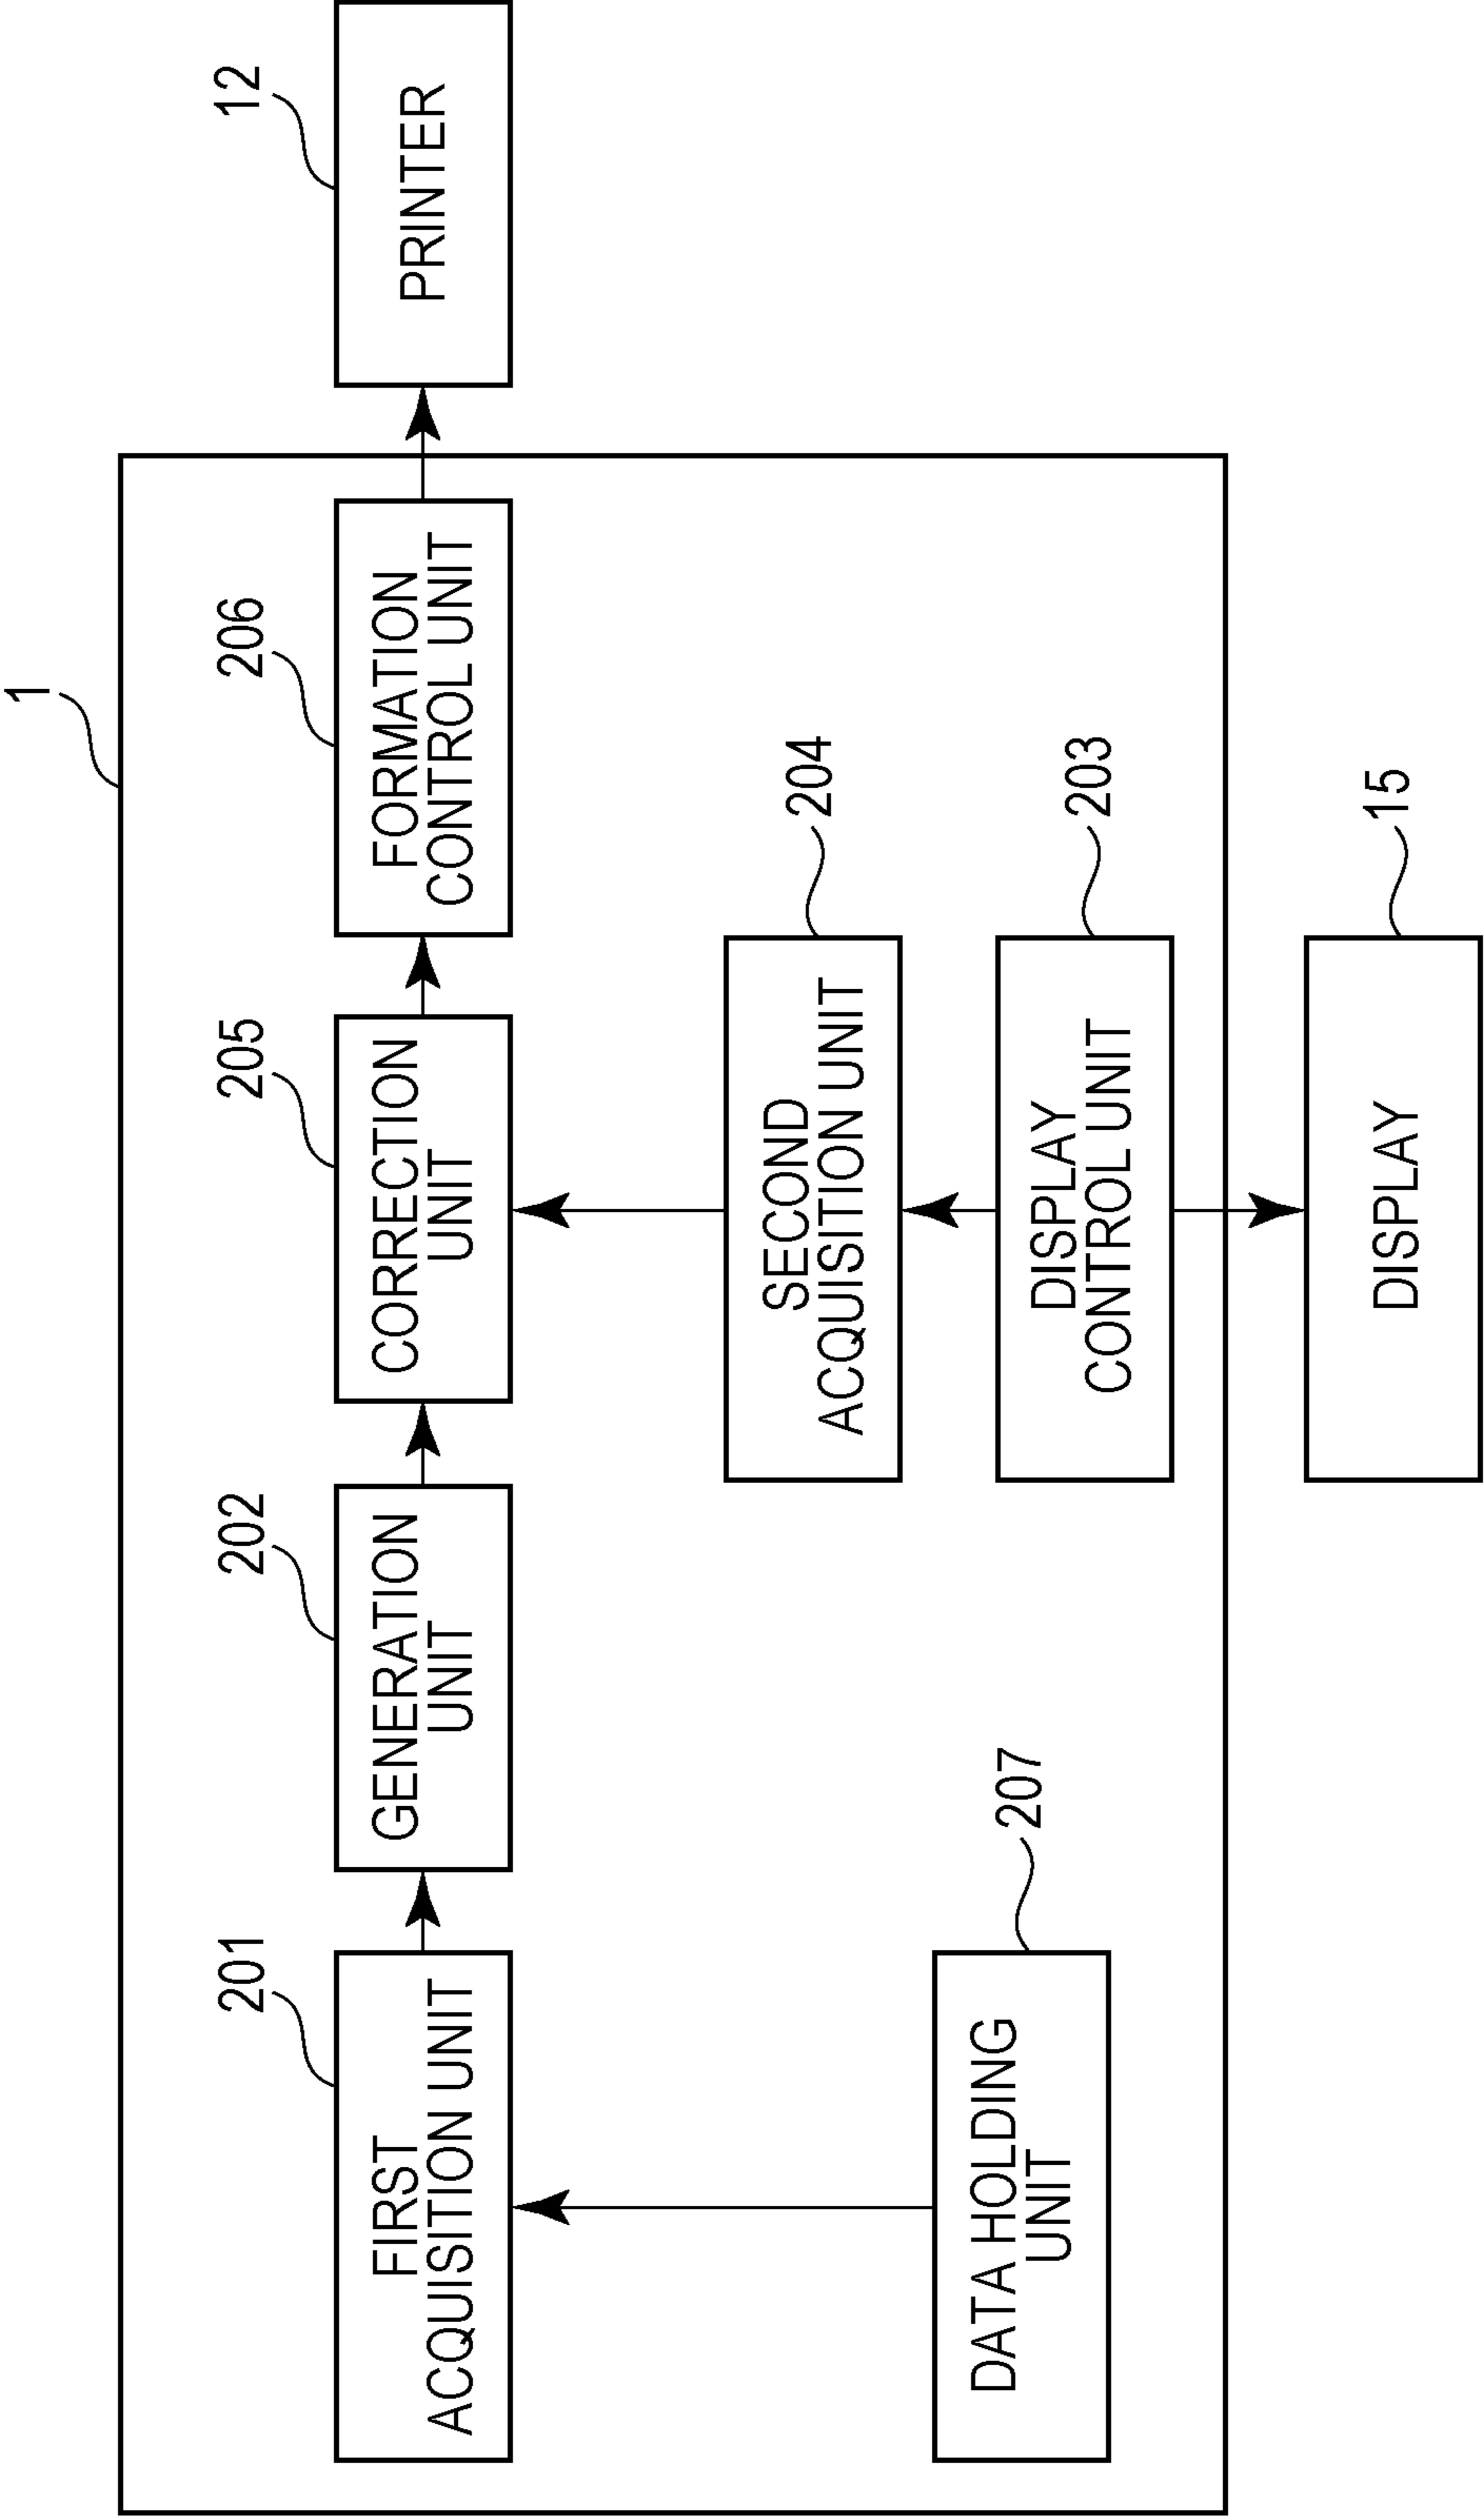 1
201
202
205
206
12
FIRST
ACQUISITION UNIT
GENERATION
UNIT
CORRECTION
UNIT
FORMATION
CONTROL UNIT
PRINTER
204
SECOND
ACQUISITION UNIT
207
DATA HOLDING
UNIT
203
DISPLAY
CONTROL UNIT
15
DISPLAY